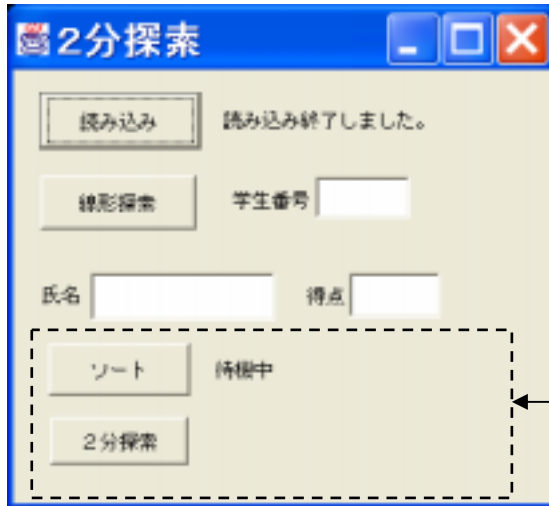 2分探索
読み込み 読み込み終了しました。
線形探索 学生番号
氏名 得点
ソート 待機中
2分探索